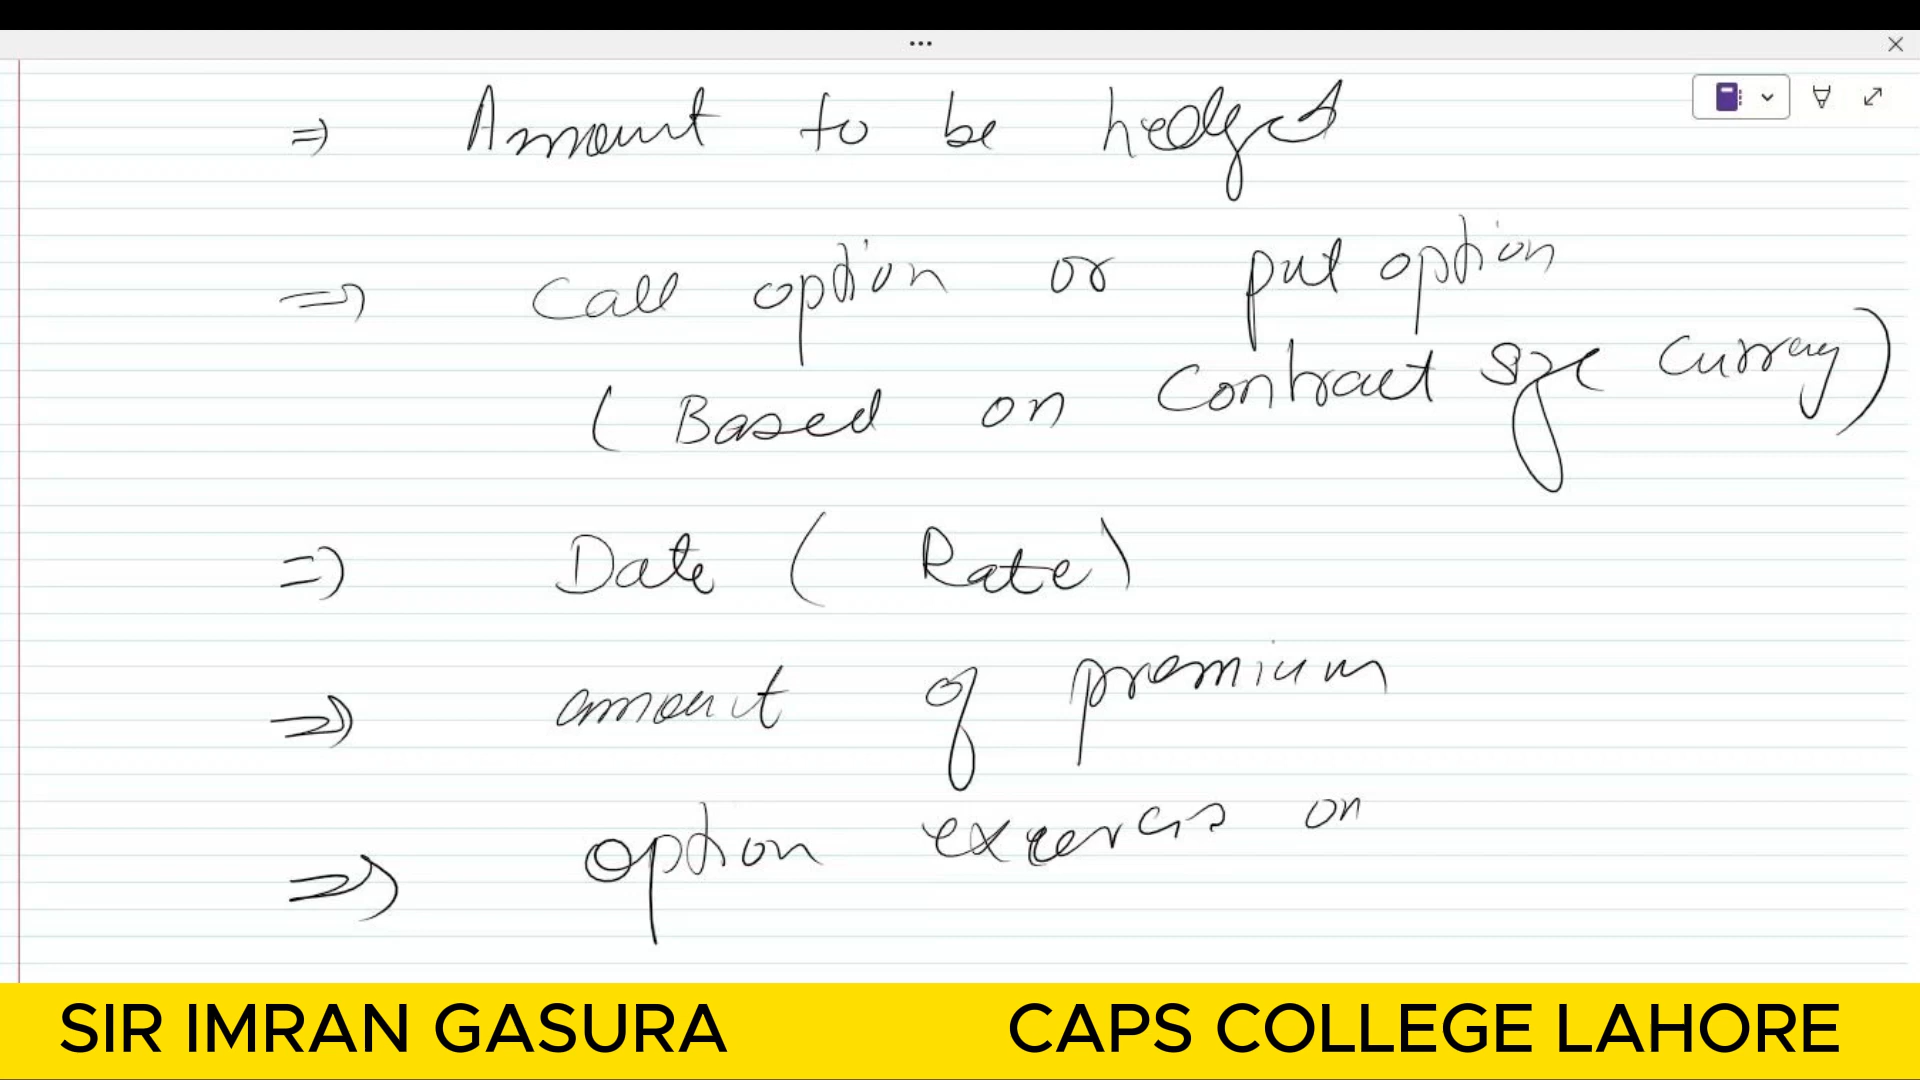 ⇒ Amount to be hedged
⇒ Call option or put option
( Based on Contract Size Currency)
⇒ Date ( Rate)
⇒ amount of premium
⇒ option excercis on
SIR IMRAN GASURA
CAPS COLLEGE LAHORE